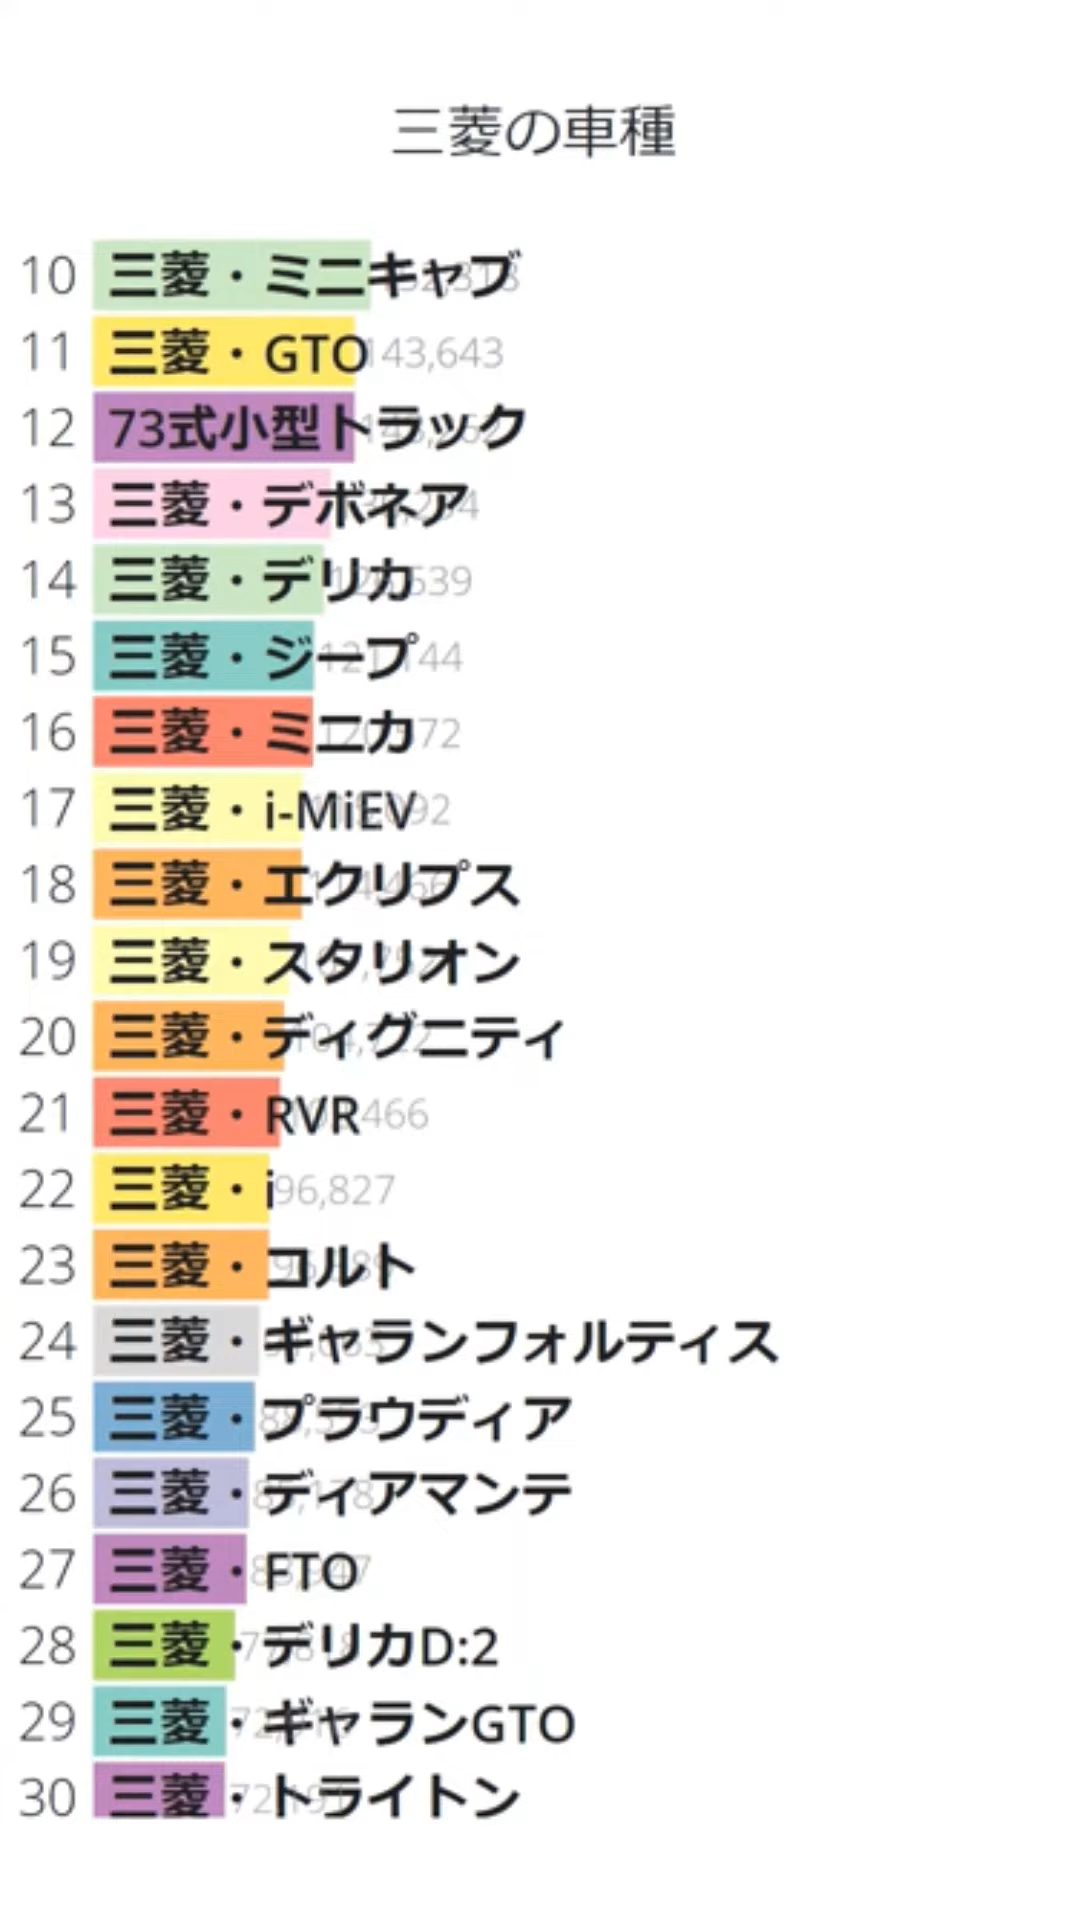 三菱の車種
10 三菱・ミニキャブ
11 三菱・GTO 143,643
12 73式小型トラック
13 三菱・デボネア
14 三菱・デリカ
15 三菱・ジープ
16 三菱・ミニカ
17 三菱・i-MiEV
18 三菱・エクリプス
19 三菱・スタリオン
20 三菱・ディグニティ
21 三菱・RVR
22 三菱・i 96,827
23 三菱・コルト
24 三菱・ギャランフォルティス
25 三菱・プラウディア
26 三菱・ディアマンテ
27 三菱・FTO
28 三菱・デリカD:2
29 三菱・ギャランGTO
30 三菱・トライトン